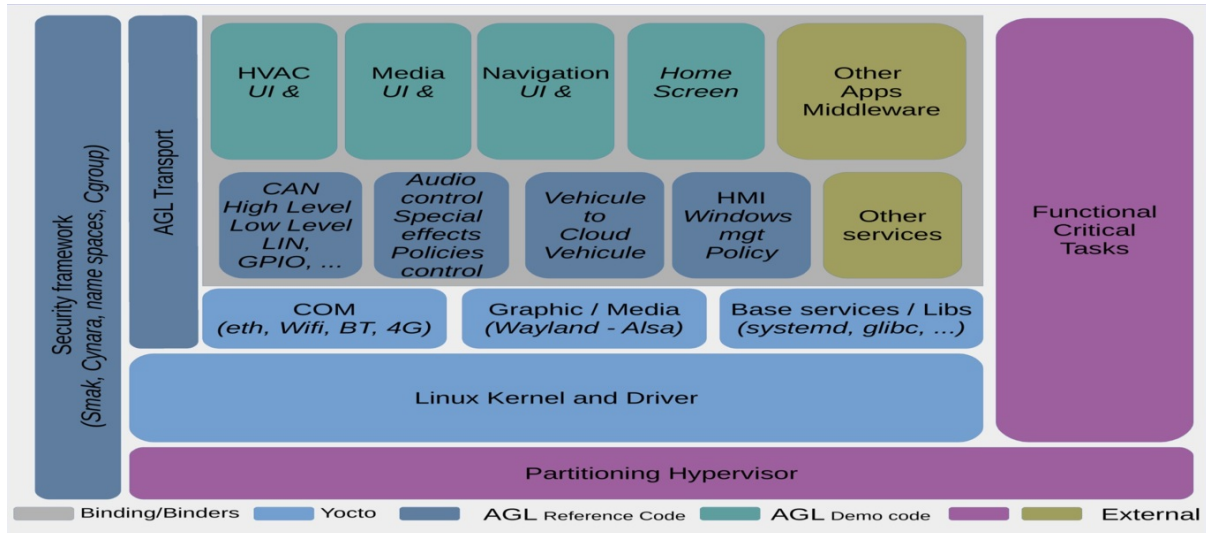 Security framework
(Smak, Cynara, name spaces, Cgroup)
AGL Transport
HVAC
UI &
Media
UI &
Navigation
UI &
Home
Screen
Other
Apps
Middleware
CAN
High Level
Low Level
LIN,
GPIO, ...
Audio
control
Special
effects
Policies
control
Vehicule
to
Cloud
Vehicule
HMI
Windows
mgt
Policy
Other
services
Functional
Critical
Tasks
COM
(eth, Wifi, BT, 4G)
Graphic / Media
(Wayland - Alsa)
Base services / Libs
(systemd, glibc, ...)
Linux Kernel and Driver
Partitioning Hypervisor
Binding/Binders
Yocto
AGL Reference Code
AGL Demo code
External